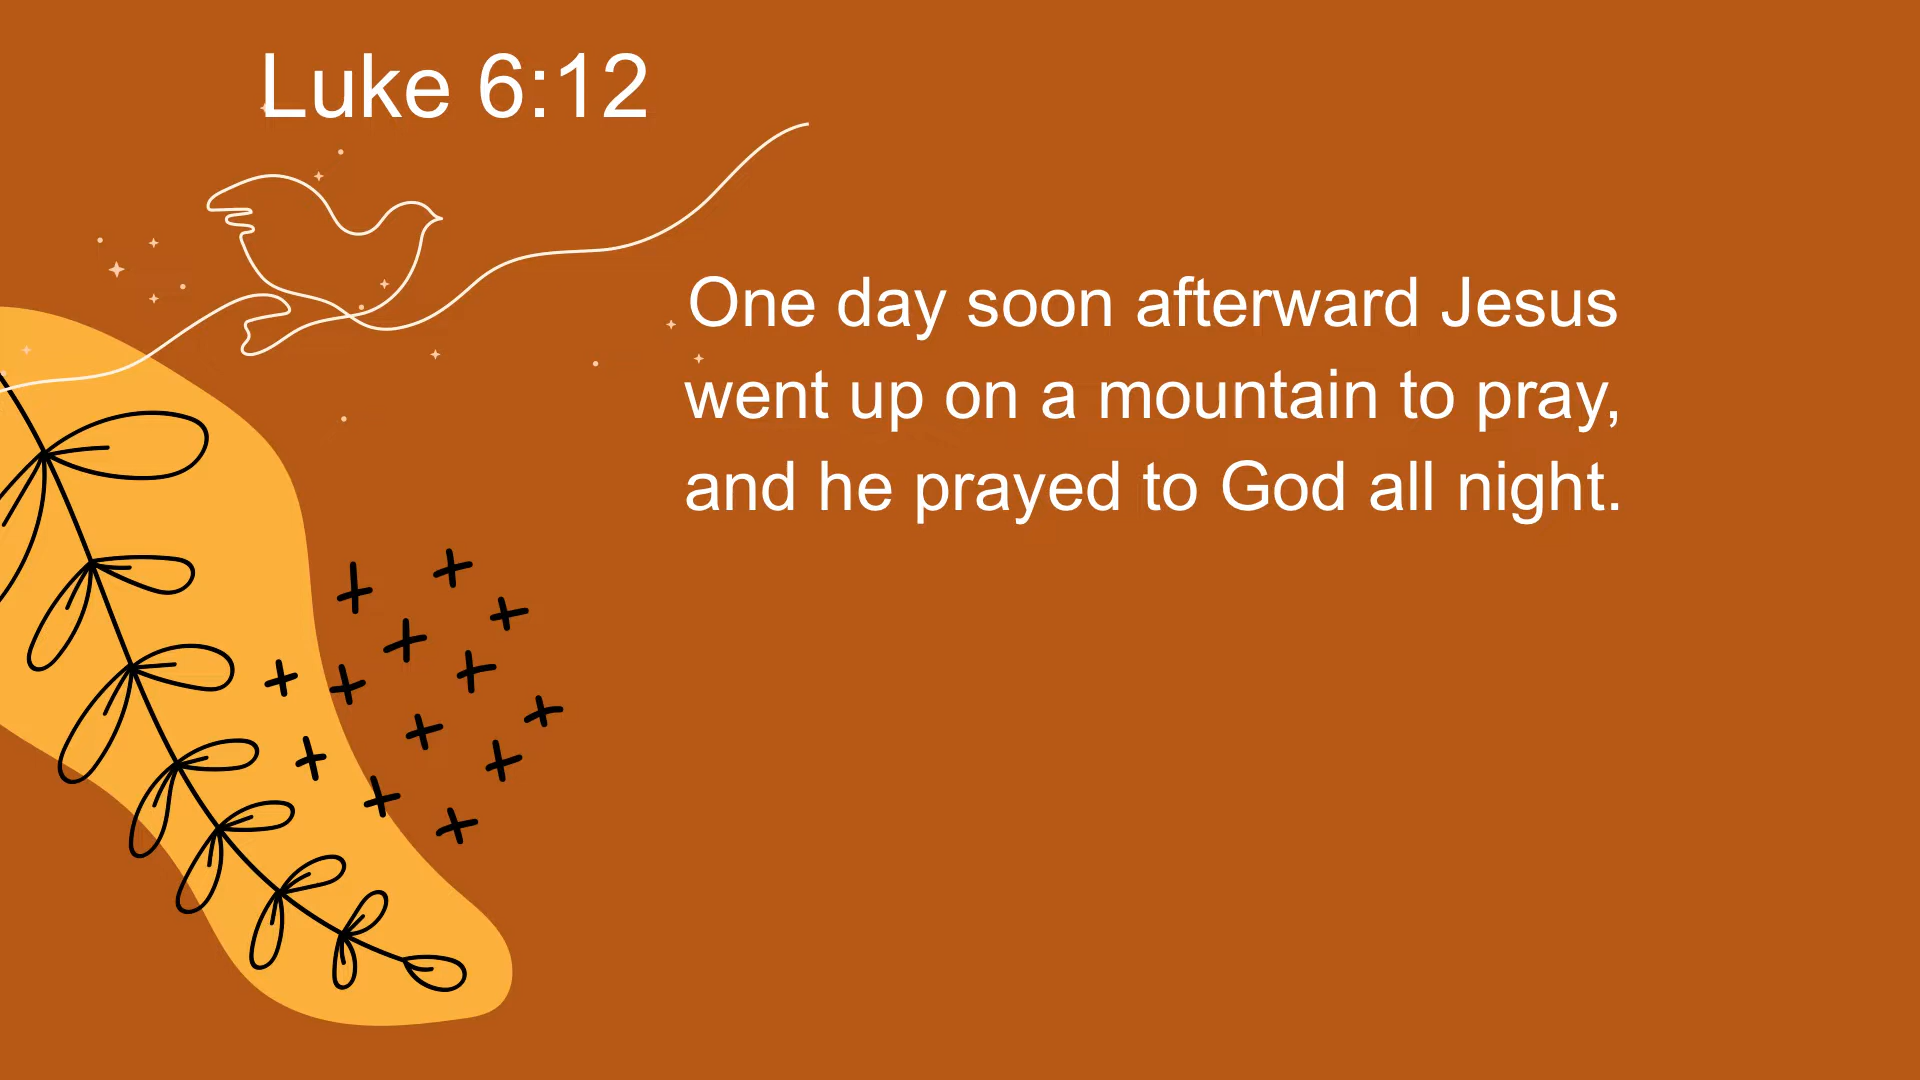 Luke 6:12
One day soon afterward Jesus
went up on a mountain to pray,
and he prayed to God all night.